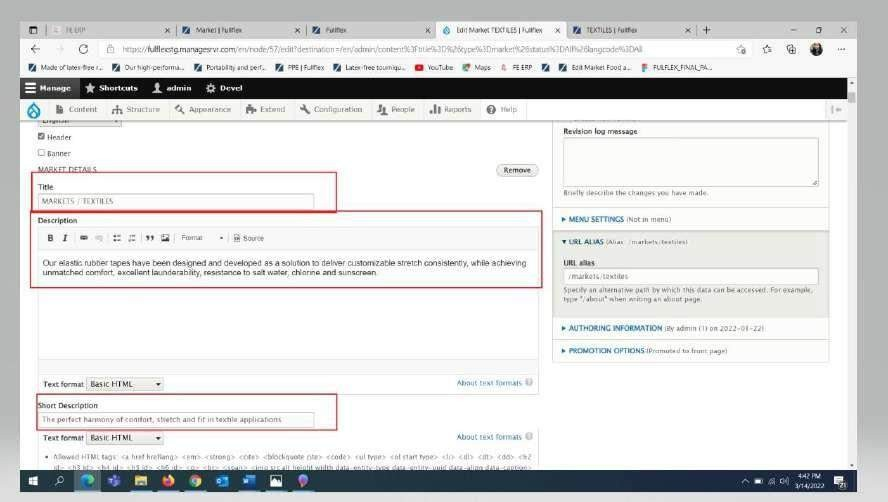 FE ERP
Market | Fulflex
Fulflex
Edit Market TEXTILES | Fulflex
TEXTILES | Fulflex
https://fulflexstg.managesrvr.com/en/node/57/edit?destination=/en/admin/content%3Ftitle%3D%26type%3Dmarket%26status%3DAll%26langcode%3DAll
Made of latex-free r...
Our high-performa...
Portability and perf...
PPE | Fulflex
Latex-free tourniqu...
YouTube
Maps
FE ERP
Edit Market Food a...
FULFLEX_FINAL_PA...
Manage
Shortcuts
admin
Devel
Content
Structure
Appearance
Extend
Configuration
People
Reports
Help
English
Header
Banner
MARKET DETAILS
Remove
Title
MARKETS / TEXTILES
Description
B I
Format
Source
Our elastic rubber tapes have been designed and developed as a solution to deliver customizable stretch consistently, while achieving
unmatched comfort, excellent launderability, resistance to salt water, chlorine and sunscreen.
Text format Basic HTML
About text formats
Short Description
The perfect harmony of comfort, stretch and fit in textile applications
Text format Basic HTML
About text formats
Allowed HTML tags: <a href hreflang> <em> <strong> <cite> <blockquote cite> <code> <ul type> <ol start type> <li> <dl> <dt> <dd> <h2
id> <h3 id> <h4 id> <h5 id> <h6 id> <p> <br> <span> <img src alt height width data-entity-type data-entity-uuid data-align data-caption>
Revision log message
Briefly describe the changes you have made.
MENU SETTINGS (Not in menu)
URL ALIAS (Alias: /markets/textiles)
URL alias
/markets/textiles
Specify an alternative path by which this data can be accessed. For example,
type "/about" when writing an about page.
AUTHORING INFORMATION (By admin (1) on 2022-01-22)
PROMOTION OPTIONS (Promoted to front page)
4:42 PM
3/14/2022